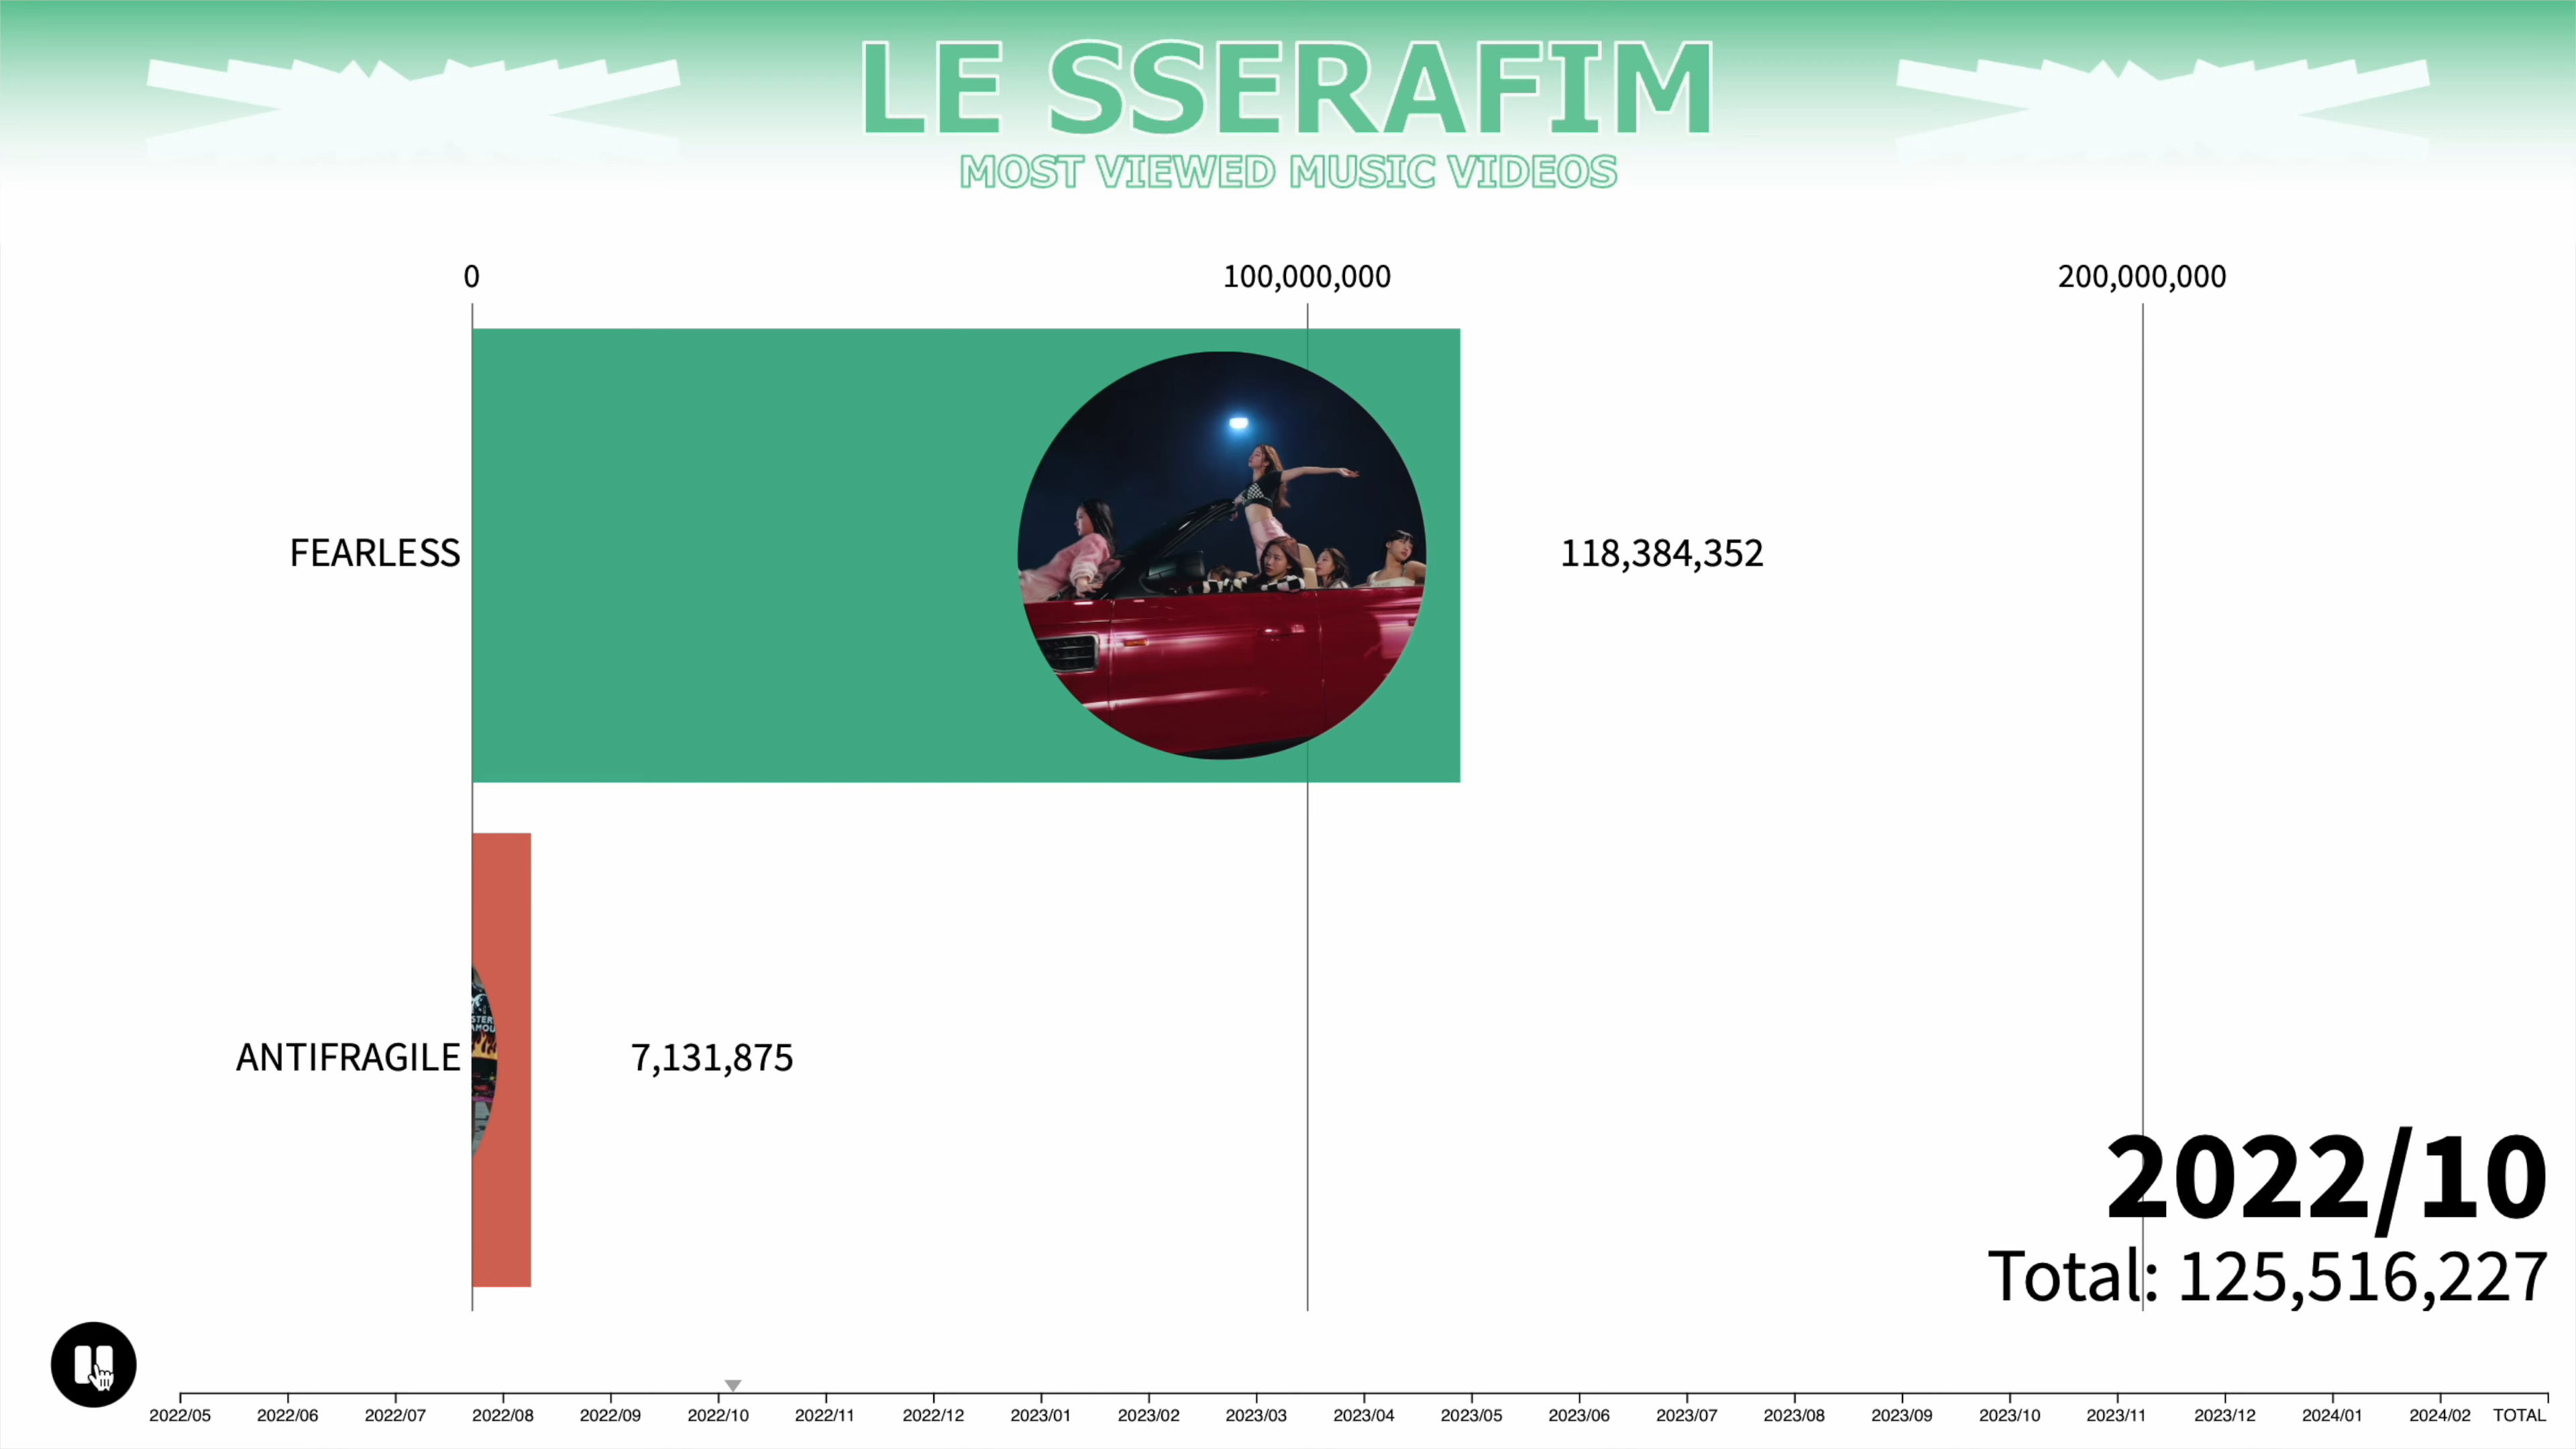 LE SSERAFIM
MOST VIEWED MUSIC VIDEOS
0 100,000,000 200,000,000
FEARLESS 118,384,352
ANTIFRAGILE 7,131,875
2022/10
Total: 125,516,227
2022/05 2022/06 2022/07 2022/08 2022/09 2022/10 2022/11 2022/12 2023/01 2023/02 2023/03 2023/04 2023/05 2023/06 2023/07 2023/08 2023/09 2023/10 2023/11 2023/12 2024/01 2024/02 TOTAL